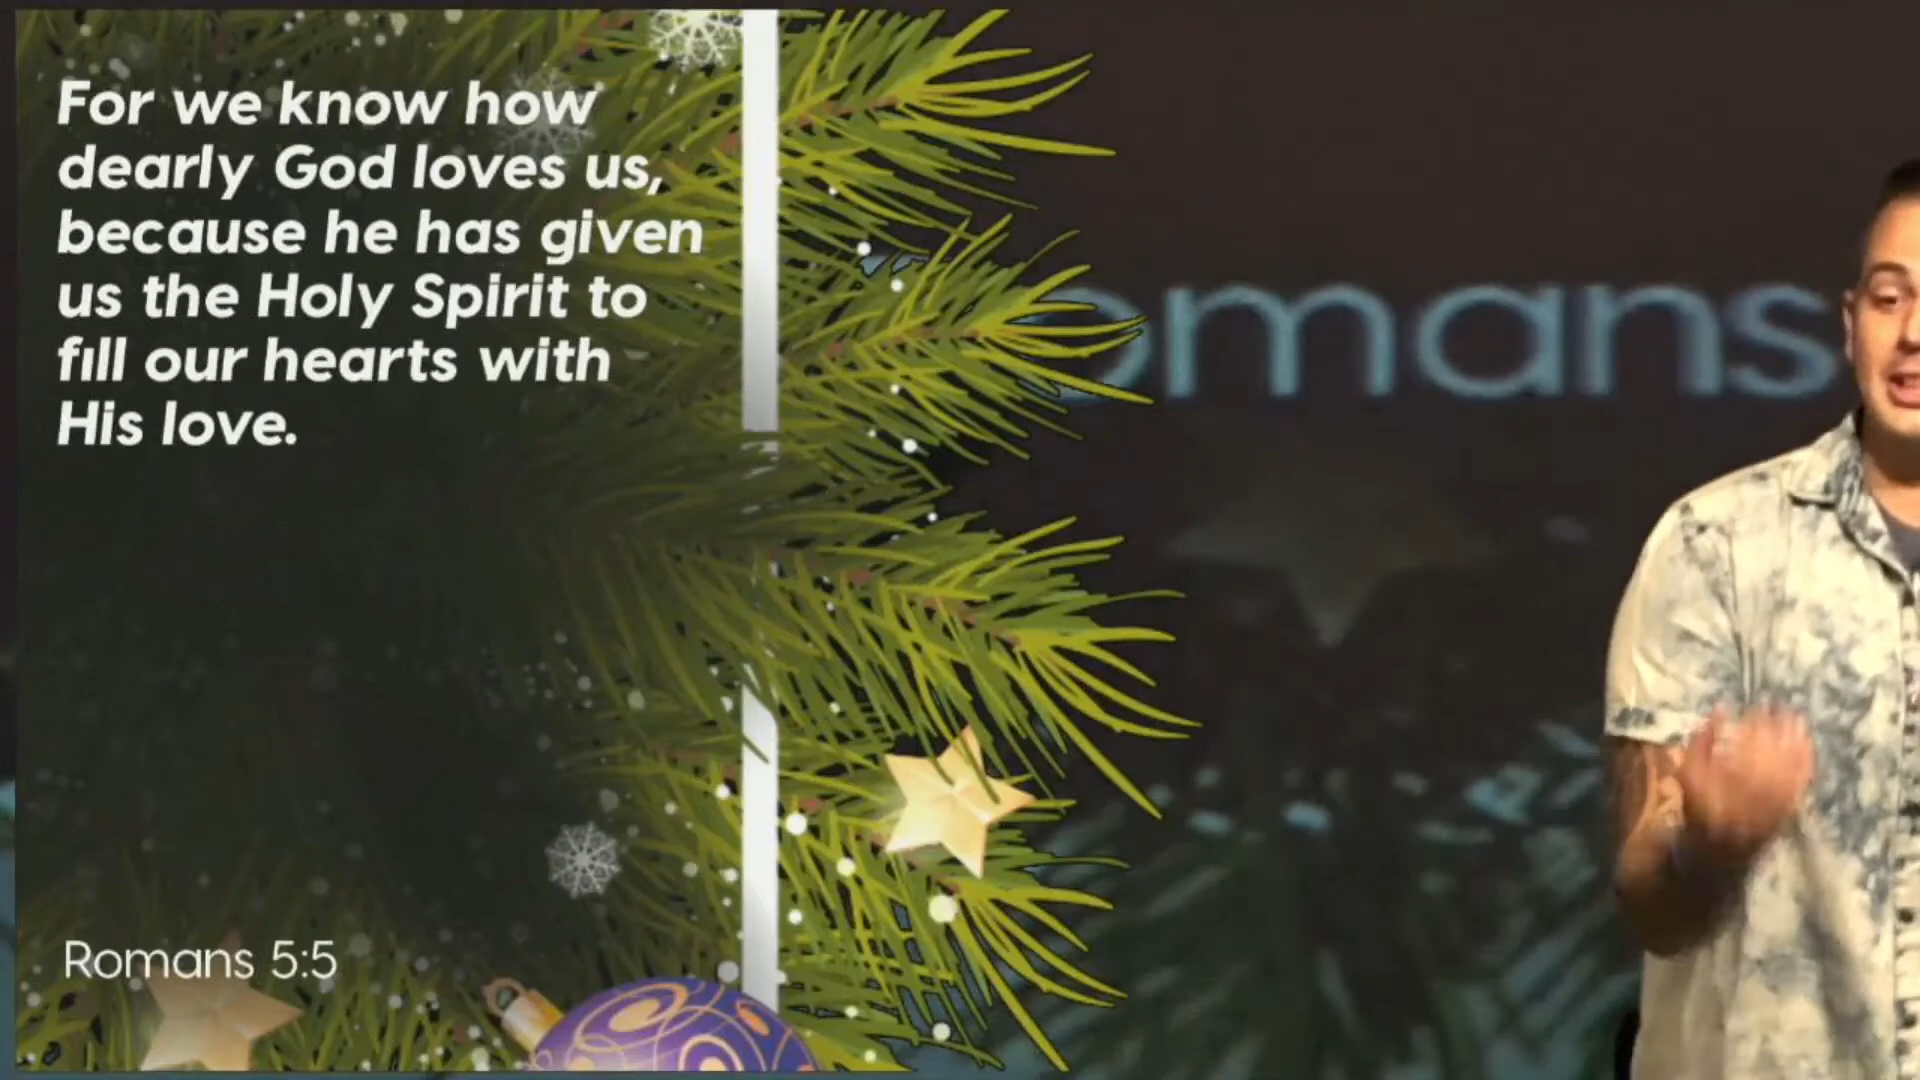 For we know how
dearly God loves us,
because he has given
us the Holy Spirit to
fill our hearts with
His love.
Romans 5:5
omans